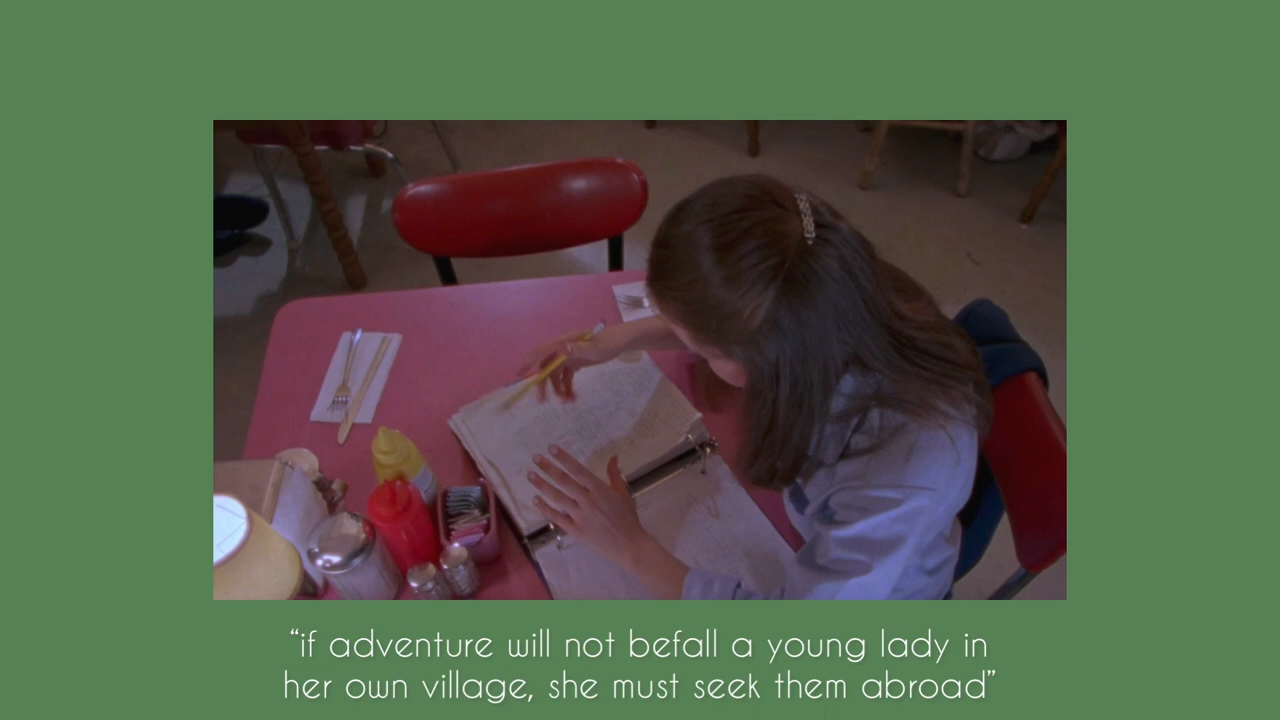 “if adventure will not befall a young lady in
her own village, she must seek them abroad”